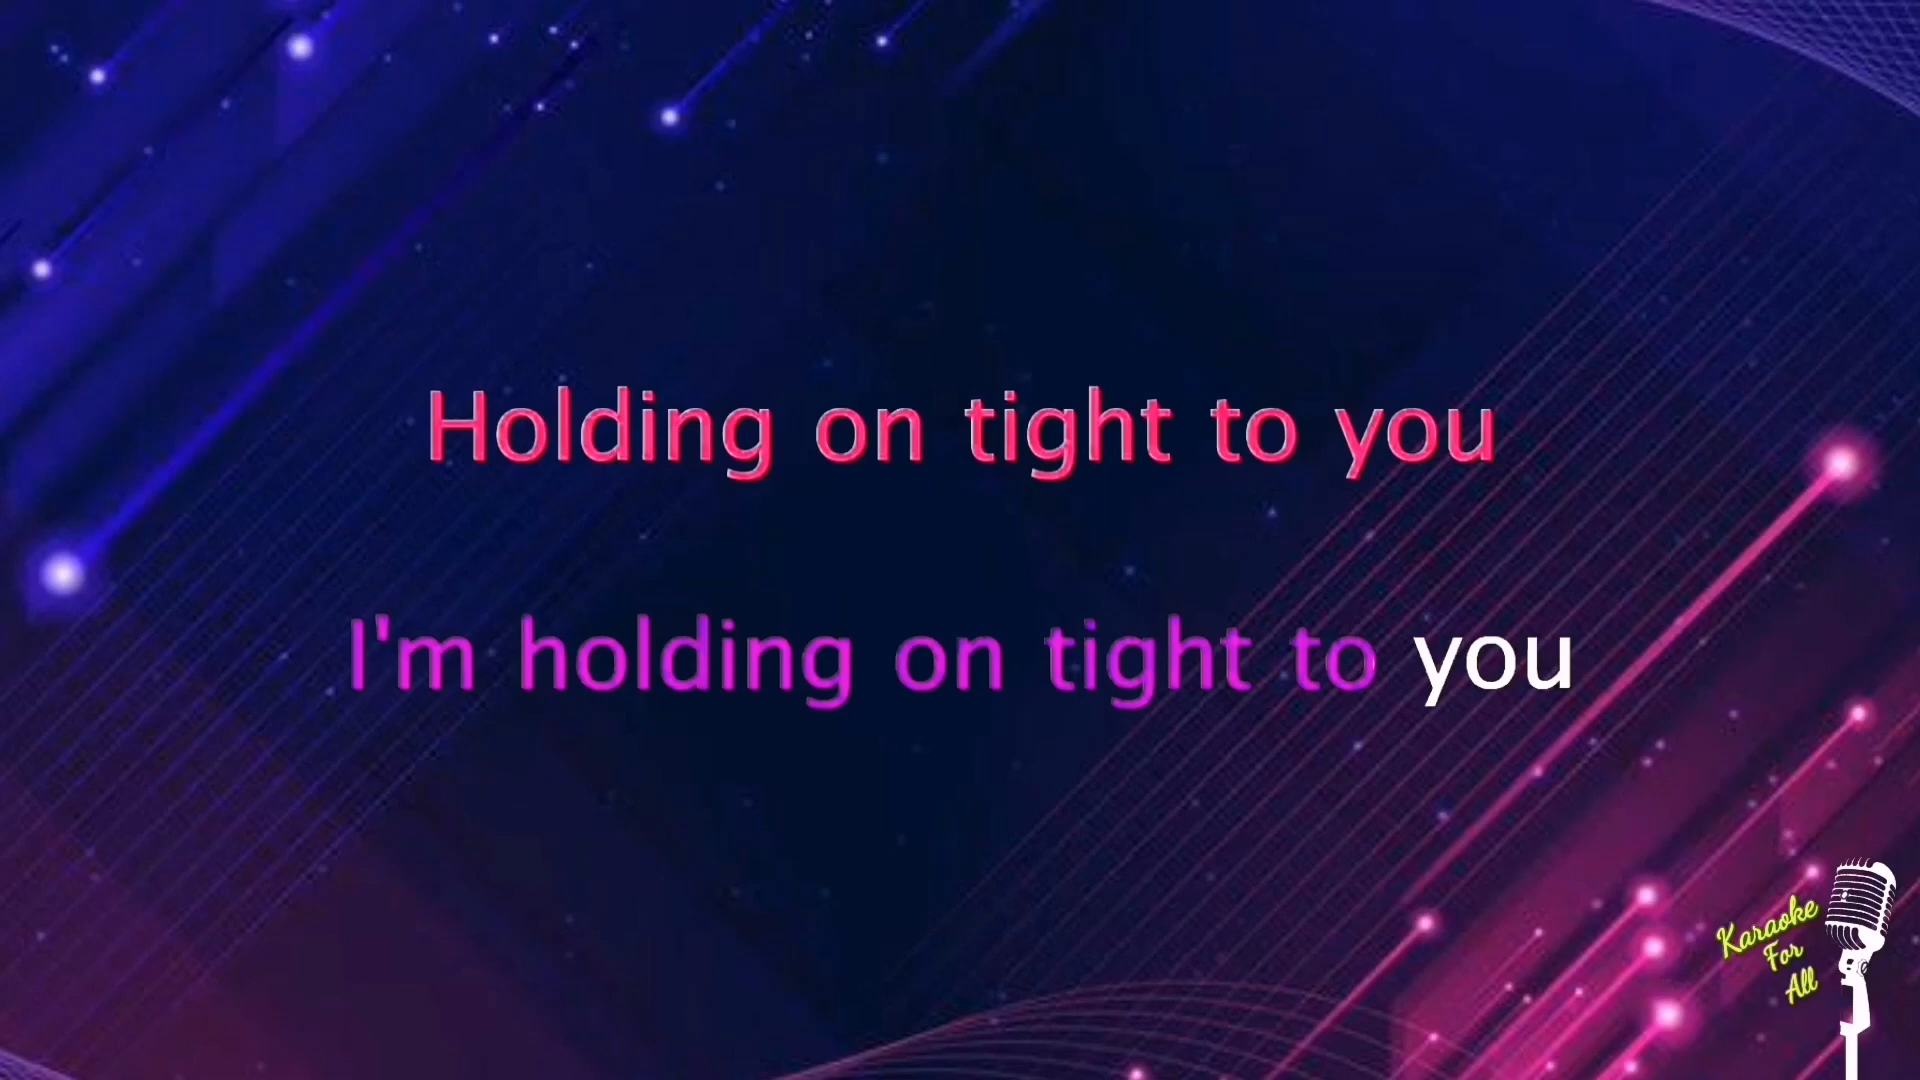 Holding on tight to you
I'm holding on tight to you
Karaoke
For
All